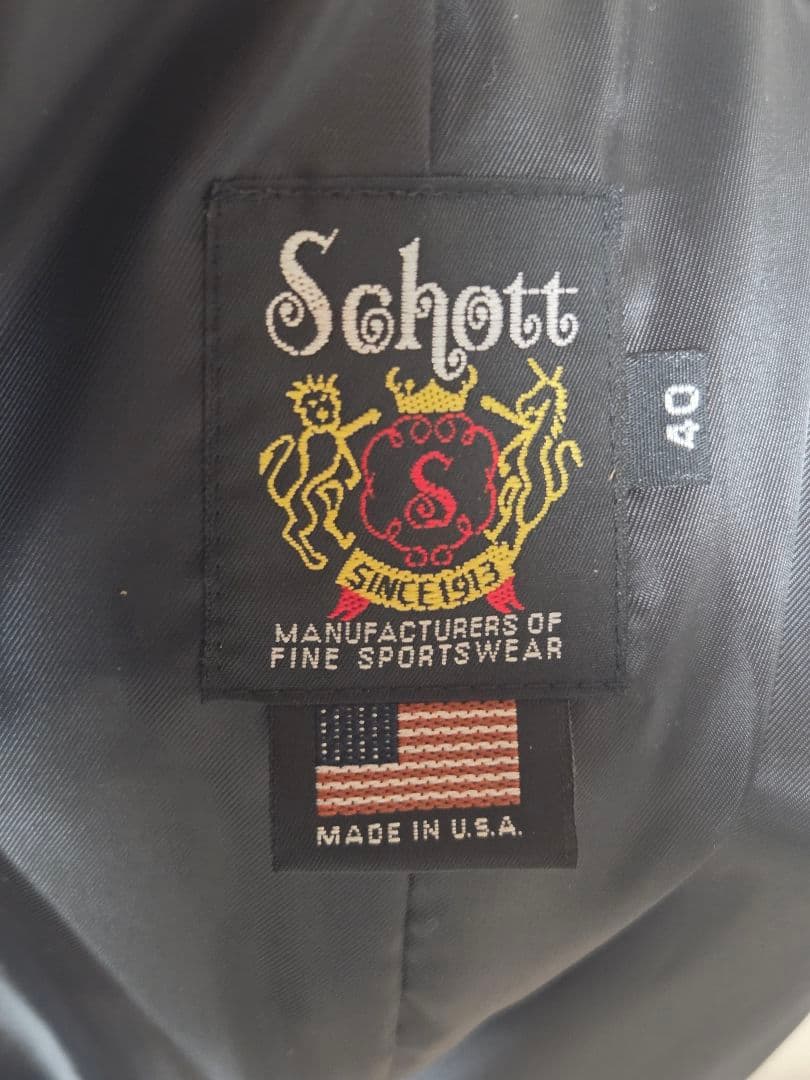 Schott
S
SINCE 1913
MANUFACTURERS OF
FINE SPORTSWEAR
40
MADE IN U.S.A.